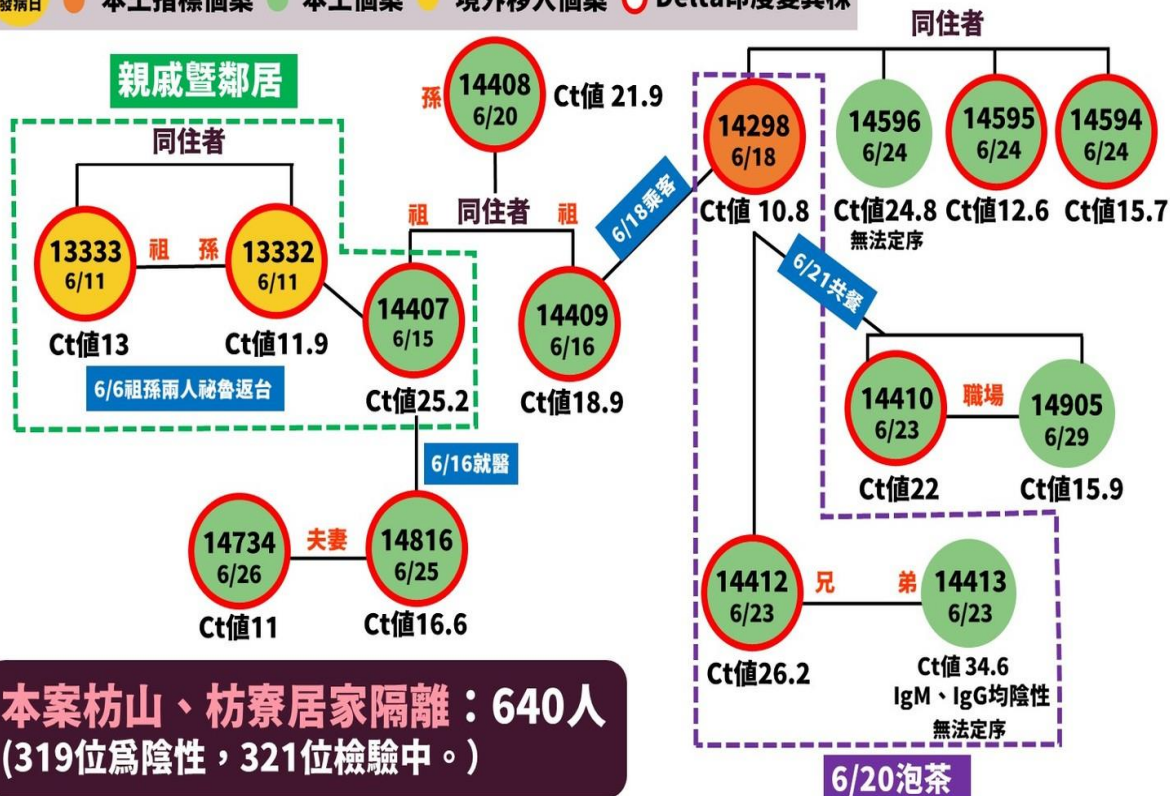 發病日 本土指標個案 本土個案 境外移入個案 Delta印度變異株
同住者
親戚暨鄰居
孫
14408
6/20
Ct值 21.9
14298
6/18
Ct值 10.8
14596
6/24
Ct值24.8
無法定序
14595
6/24
Ct值12.6
14594
6/24
Ct值15.7
同住者
13333
6/11
Ct值13
祖 孫
13332
6/11
Ct值11.9
6/6祖孫兩人祕魯返台
祖 同住者 祖
14407
6/15
Ct值25.2
14409
6/16
Ct值18.9
6/18乘客
6/21共餐
14410
6/23
Ct值22
職場
14905
6/29
Ct值15.9
6/16就醫
14734
6/26
Ct值11
夫妻
14816
6/25
Ct值16.6
14412
6/23
Ct值26.2
兄 弟
14413
6/23
Ct值 34.6
IgM、IgG均陰性
無法定序
6/20泡茶
本案枋山、枋寮居家隔離：640人
(319位爲陰性，321位檢驗中。)